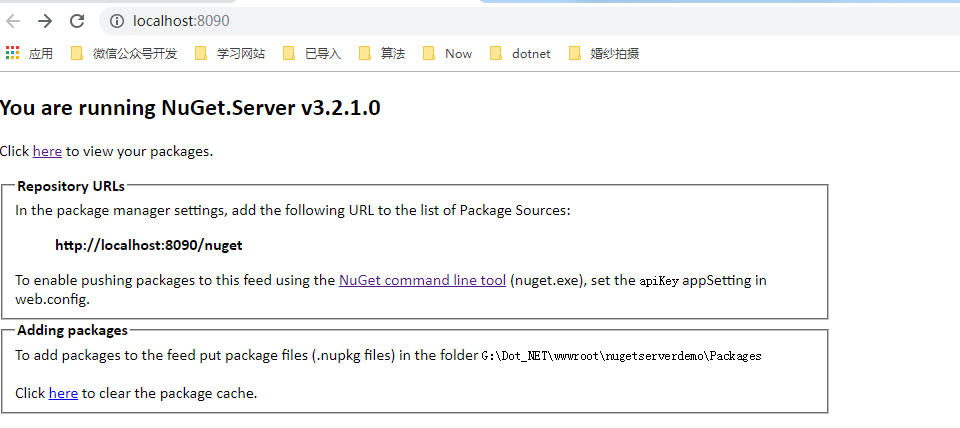 localhost:8090
应用 微信公众号开发 学习网站 已导入 算法 Now dotnet 婚纱拍摄
You are running NuGet.Server v3.2.1.0
Click here to view your packages.
Repository URLs
In the package manager settings, add the following URL to the list of Package Sources:
http://localhost:8090/nuget
To enable pushing packages to this feed using the NuGet command line tool (nuget.exe), set the apiKey appSetting in
web.config.
Adding packages
To add packages to the feed put package files (.nupkg files) in the folder G:\Dot_NET\wwwroot\nugetserverdemo\Packages
Click here to clear the package cache.